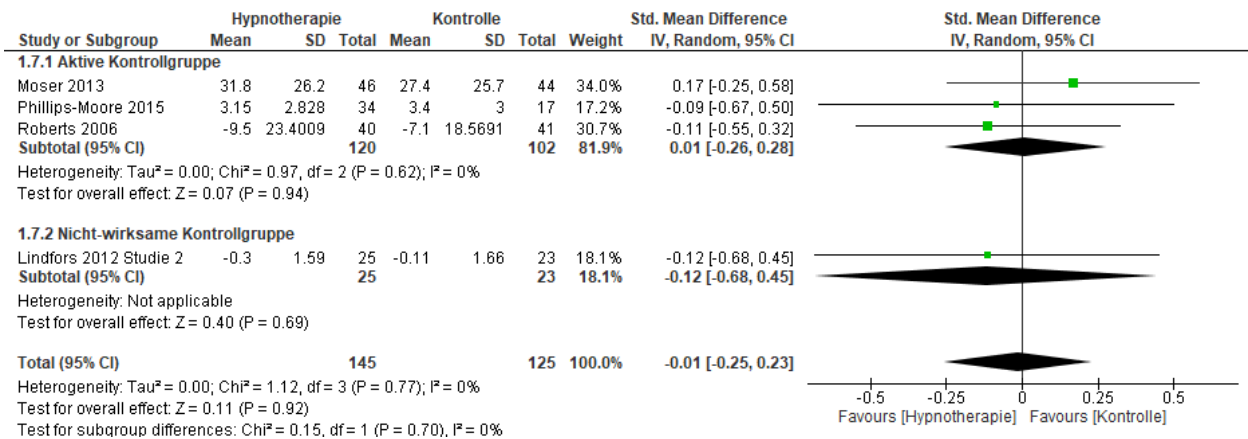 Hypnotherapie Kontrolle Std. Mean Difference Std. Mean Difference
Study or Subgroup Mean SD Total Mean SD Total Weight IV, Random, 95% CI IV, Random, 95% CI
1.7.1 Aktive Kontrollgruppe
Moser 2013 31.8 26.2 46 27.4 25.7 44 34.0% 0.17 [-0.25, 0.58]
Phillips-Moore 2015 3.15 2.828 34 3.4 3 17 17.2% -0.09 [-0.67, 0.50]
Roberts 2006 -9.5 23.4009 40 -7.1 18.5691 41 30.7% -0.11 [-0.55, 0.32]
Subtotal (95% CI) 120 102 81.9% 0.01 [-0.26, 0.28]
Heterogeneity: Tau² = 0.00; Chi² = 0.97, df = 2 (P = 0.62); I² = 0%
Test for overall effect: Z = 0.07 (P = 0.94)
1.7.2 Nicht-wirksame Kontrollgruppe
Lindfors 2012 Studie 2 -0.3 1.59 25 -0.11 1.66 23 18.1% -0.12 [-0.68, 0.45]
Subtotal (95% CI) 25 23 18.1% -0.12 [-0.68, 0.45]
Heterogeneity: Not applicable
Test for overall effect: Z = 0.40 (P = 0.69)
Total (95% CI) 145 125 100.0% -0.01 [-0.25, 0.23]
Heterogeneity: Tau² = 0.00; Chi² = 1.12, df = 3 (P = 0.77); I² = 0%
Test for overall effect: Z = 0.11 (P = 0.92)
Test for subgroup differences: Chi² = 0.15, df = 1 (P = 0.70), I² = 0%
-0.5 -0.25 0 0.25 0.5
Favours [Hypnotherapie] Favours [Kontrolle]